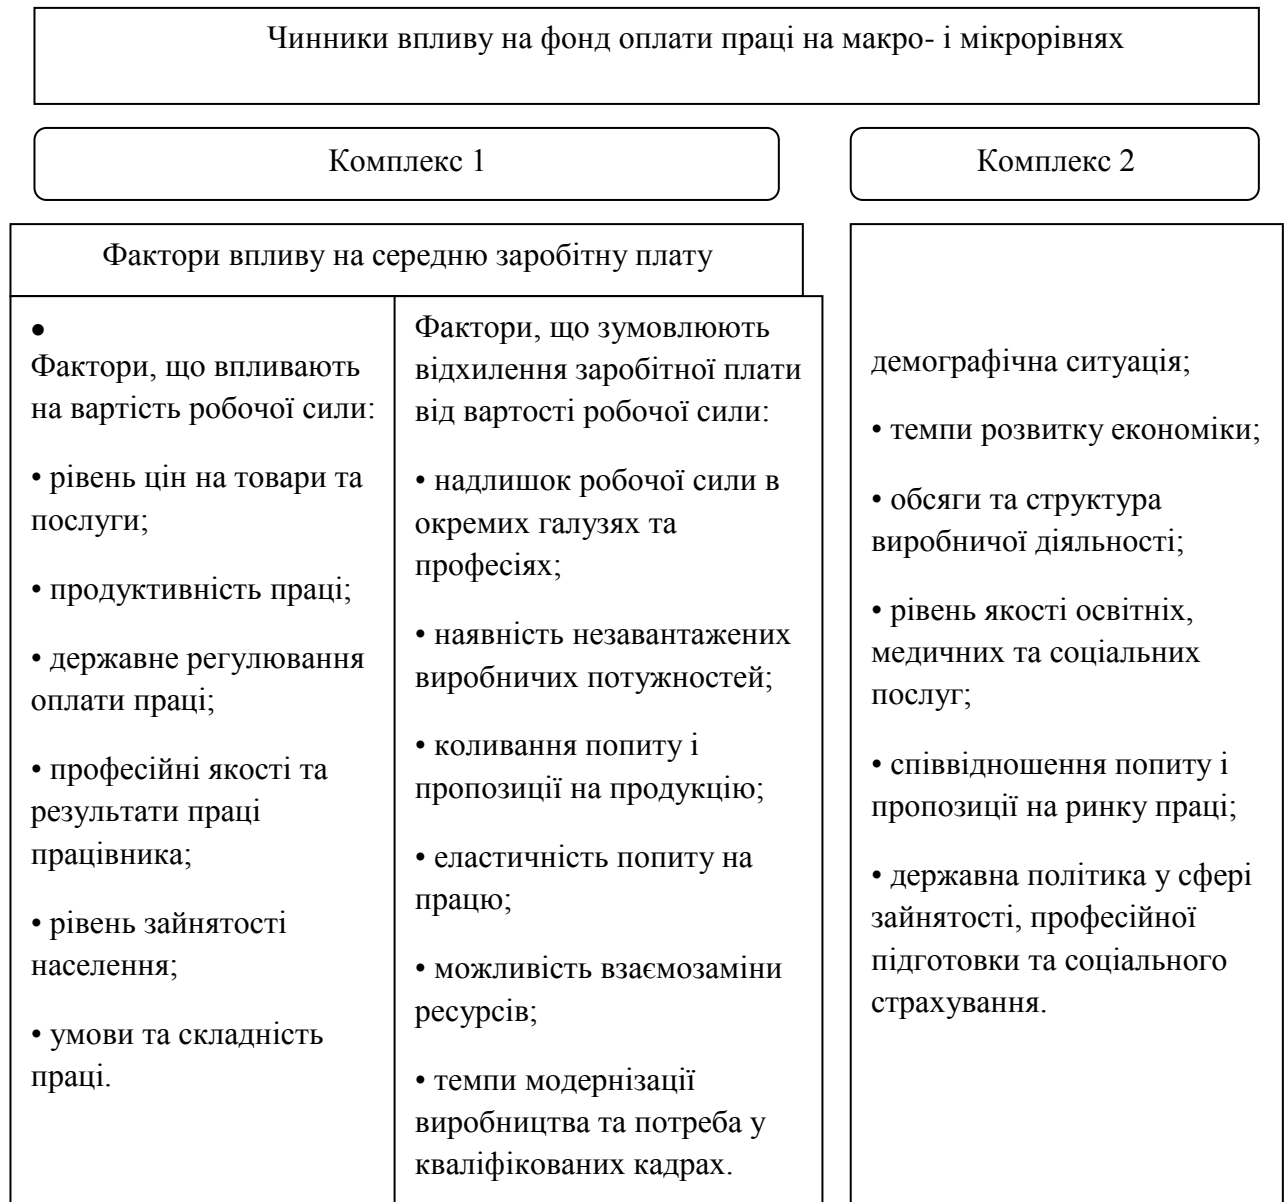 Чинники впливу на фонд оплати праці на макро- і мікрорівнях
Комплекс 1
Комплекс 2
Фактори впливу на середню заробітну плату
•
Фактори, що впливають
на вартість робочої сили:
• рівень цін на товари та
послуги;
• продуктивність праці;
• державне регулювання
оплати праці;
• професійні якості та
результати праці
працівника;
• рівень зайнятості
населення;
• умови та складність
праці.
Фактори, що зумовлюють
відхилення заробітної плати
від вартості робочої сили:
• надлишок робочої сили в
окремих галузях та
професіях;
• наявність незавантажених
виробничих потужностей;
• коливання попиту і
пропозиції на продукцію;
• еластичність попиту на
працю;
• можливість взаємозаміни
ресурсів;
• темпи модернізації
виробництва та потреба у
кваліфікованих кадрах.
демографічна ситуація;
• темпи розвитку економіки;
• обсяги та структура
виробничої діяльності;
• рівень якості освітніх,
медичних та соціальних
послуг;
• співвідношення попиту і
пропозиції на ринку праці;
• державна політика у сфері
зайнятості, професійної
підготовки та соціального
страхування.